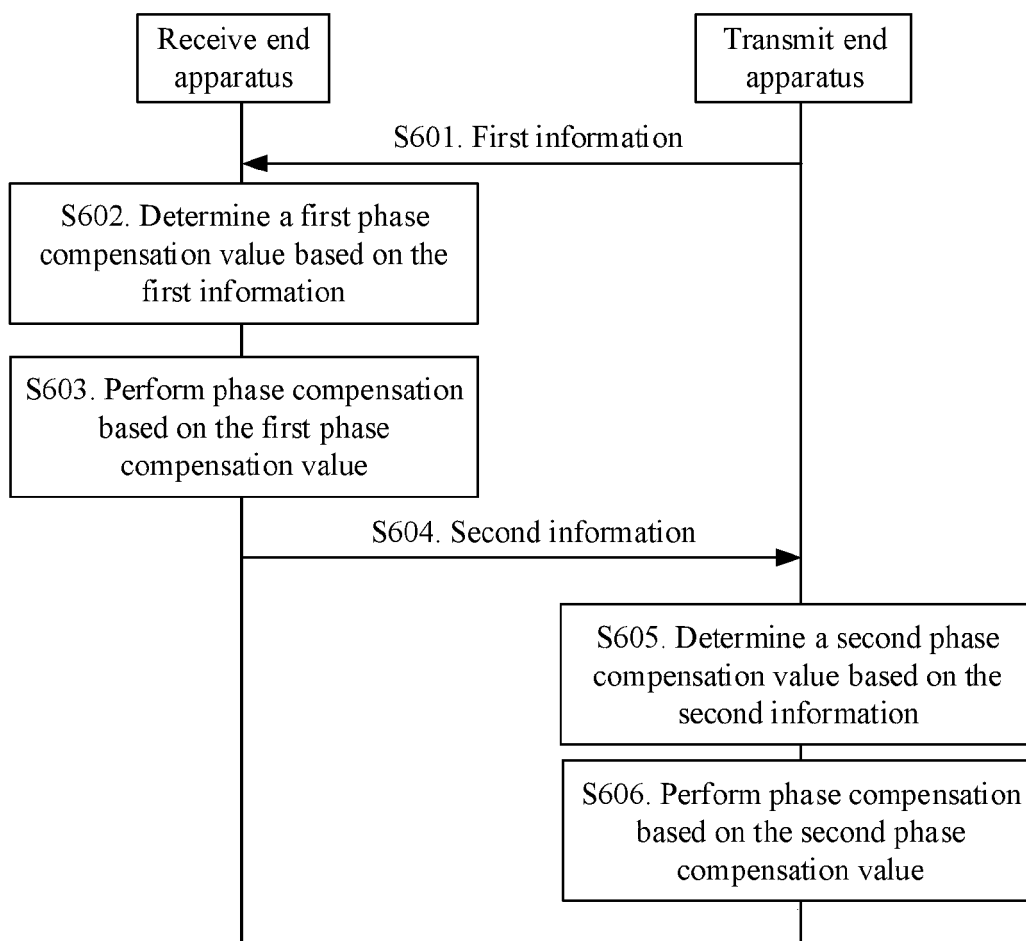 Receive end
apparatus
Transmit end
apparatus
S601. First information
S602. Determine a first phase
compensation value based on the
first information
S603. Perform phase compensation
based on the first phase
compensation value
S604. Second information
S605. Determine a second phase
compensation value based on the
second information
S606. Perform phase compensation
based on the second phase
compensation value